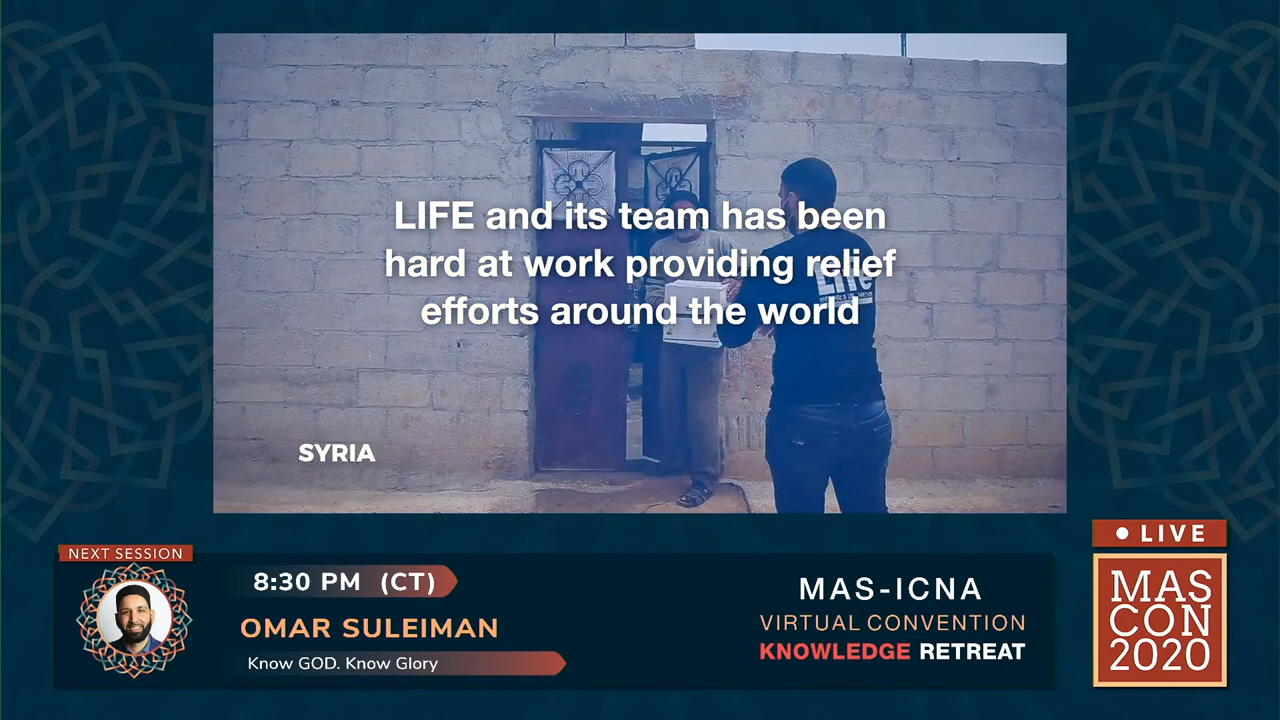 LIFE and its team has been
hard at work providing relief
efforts around the world
Life
SYRIA
NEXT SESSION
8:30 PM (CT)
OMAR SULEIMAN
Know GOD. Know Glory
MAS-ICNA
VIRTUAL CONVENTION
KNOWLEDGE RETREAT
LIVE
MAS
CON
2020